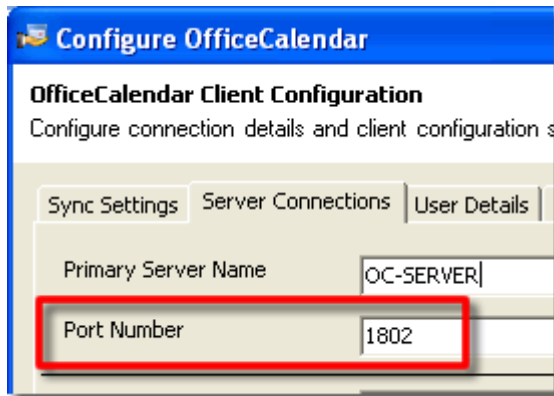 Configure OfficeCalendar
OfficeCalendar Client Configuration
Configure connection details and client configuration s
Sync Settings Server Connections User Details
Primary Server Name OC-SERVER
Port Number 1802